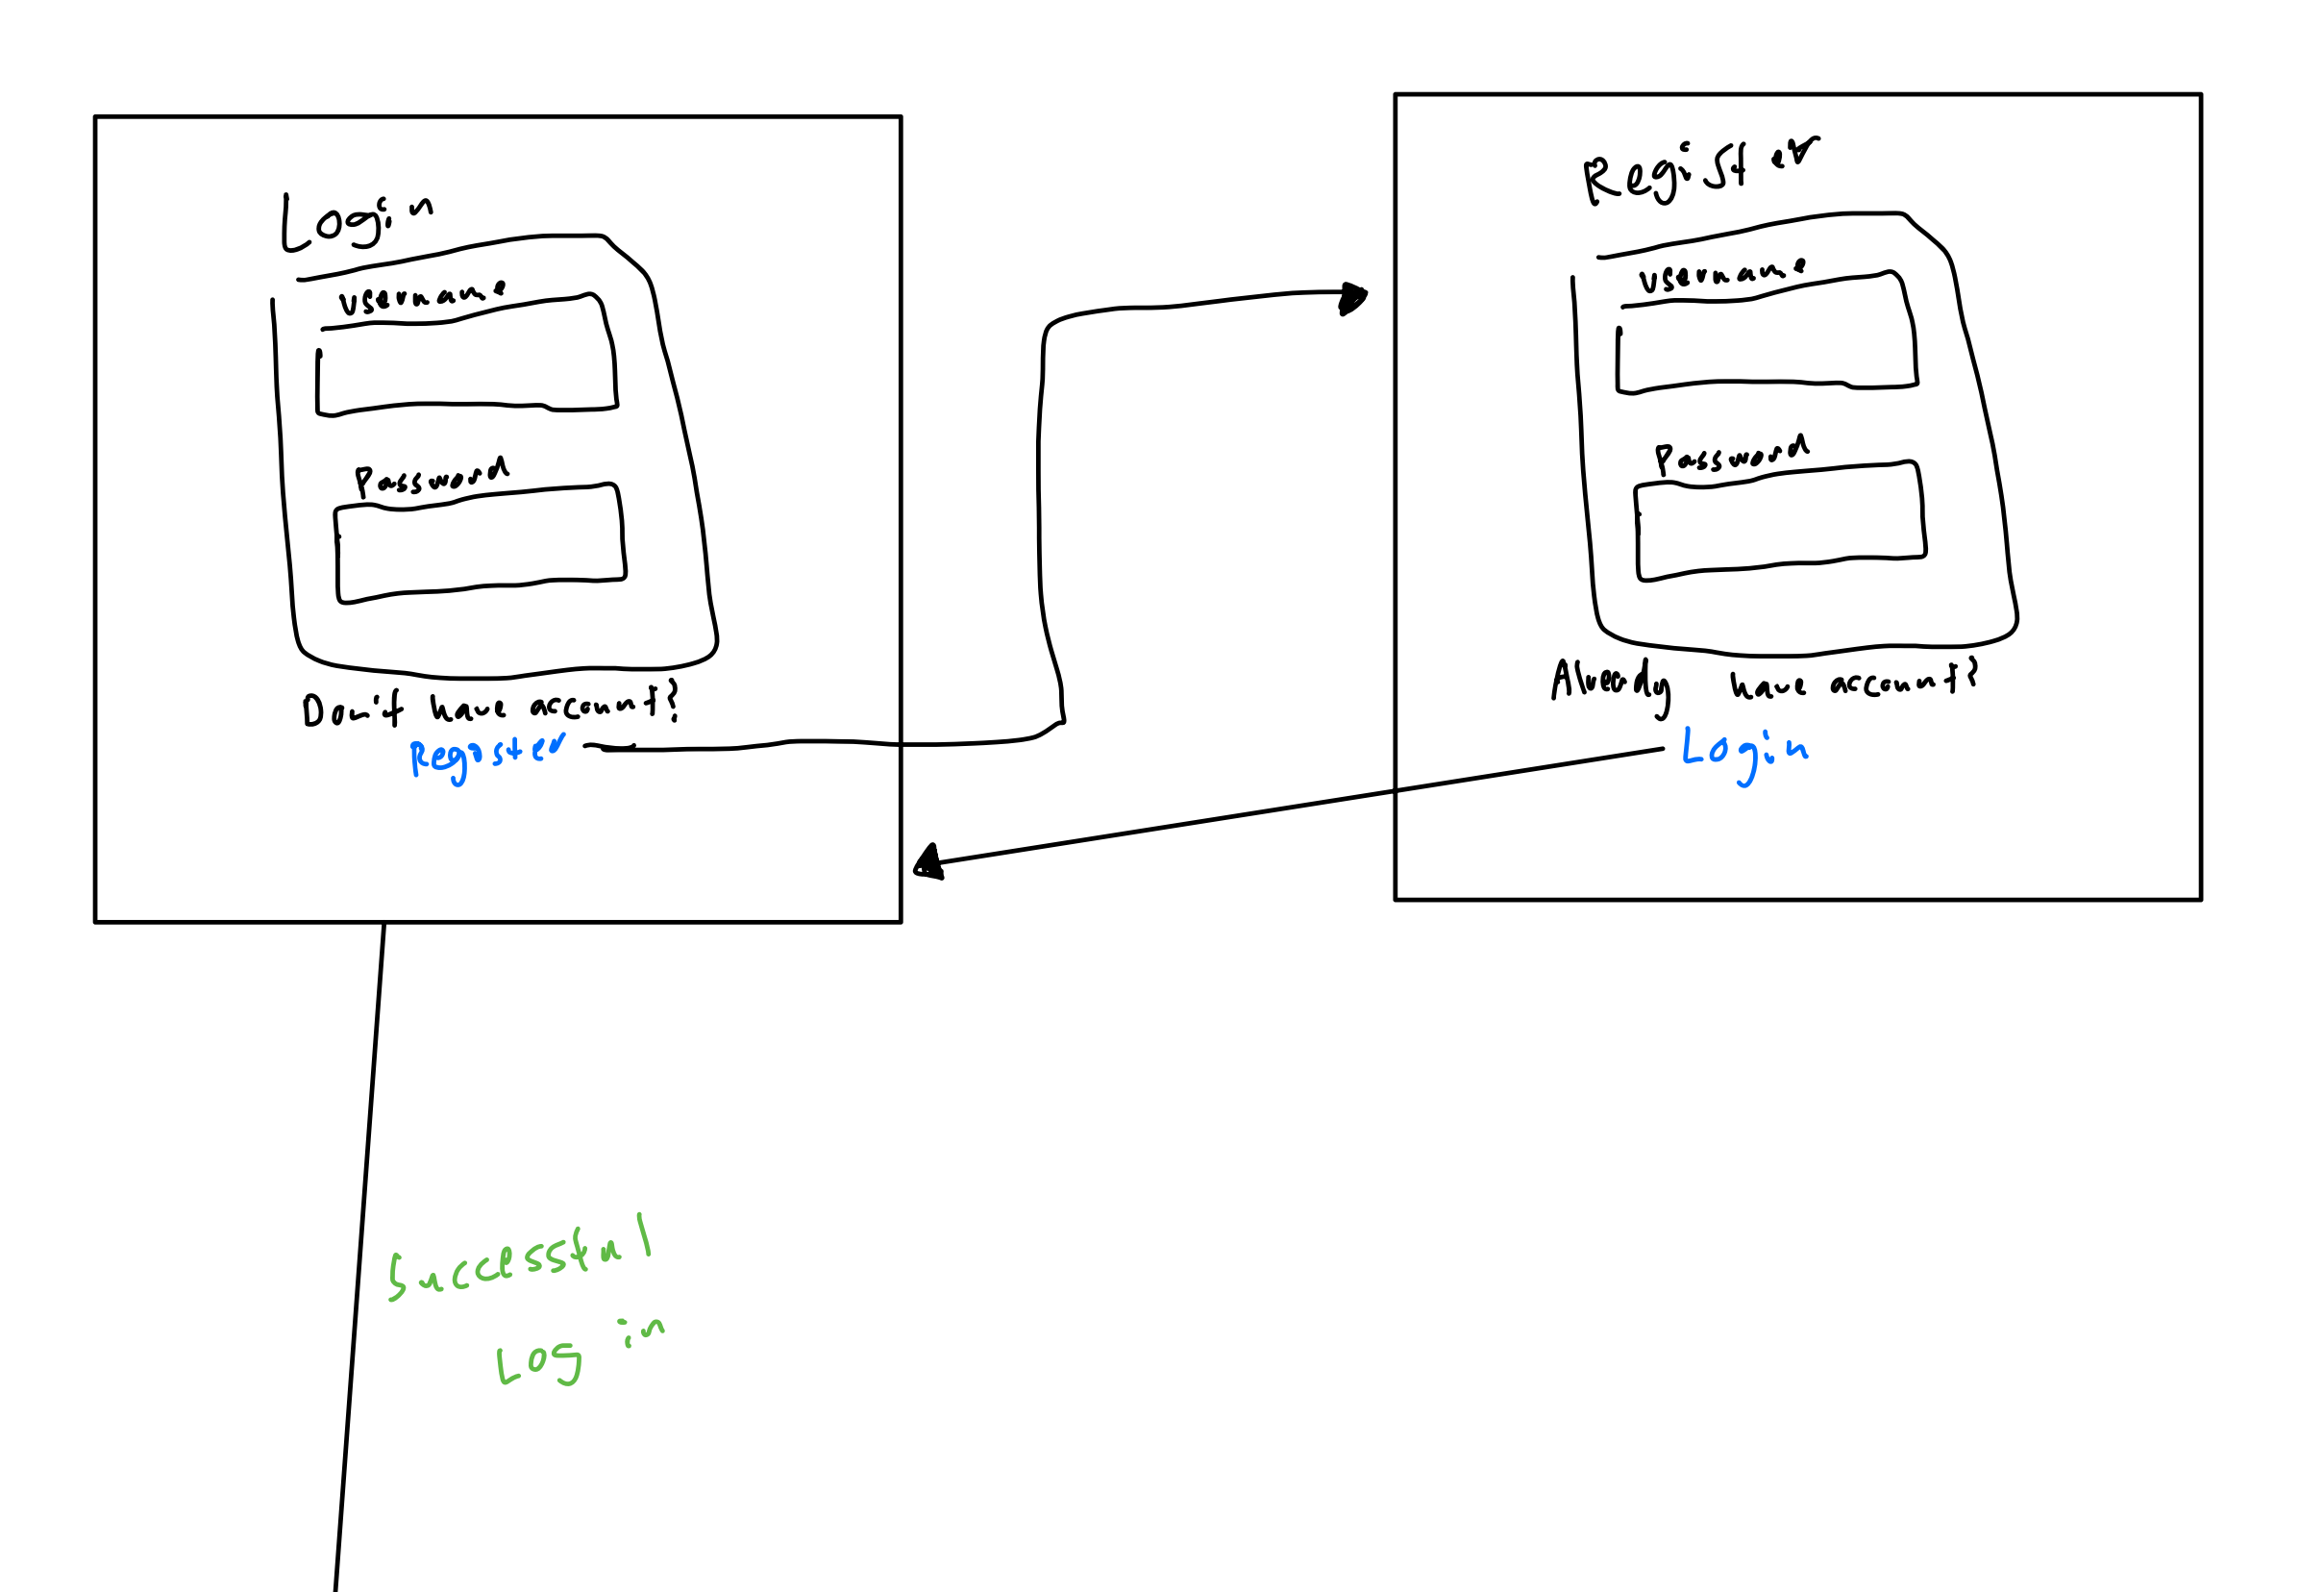 Login
Username
Password
Don't have account?
Register
Register
Username
Password
Already have account?
Login
Successful
Log in